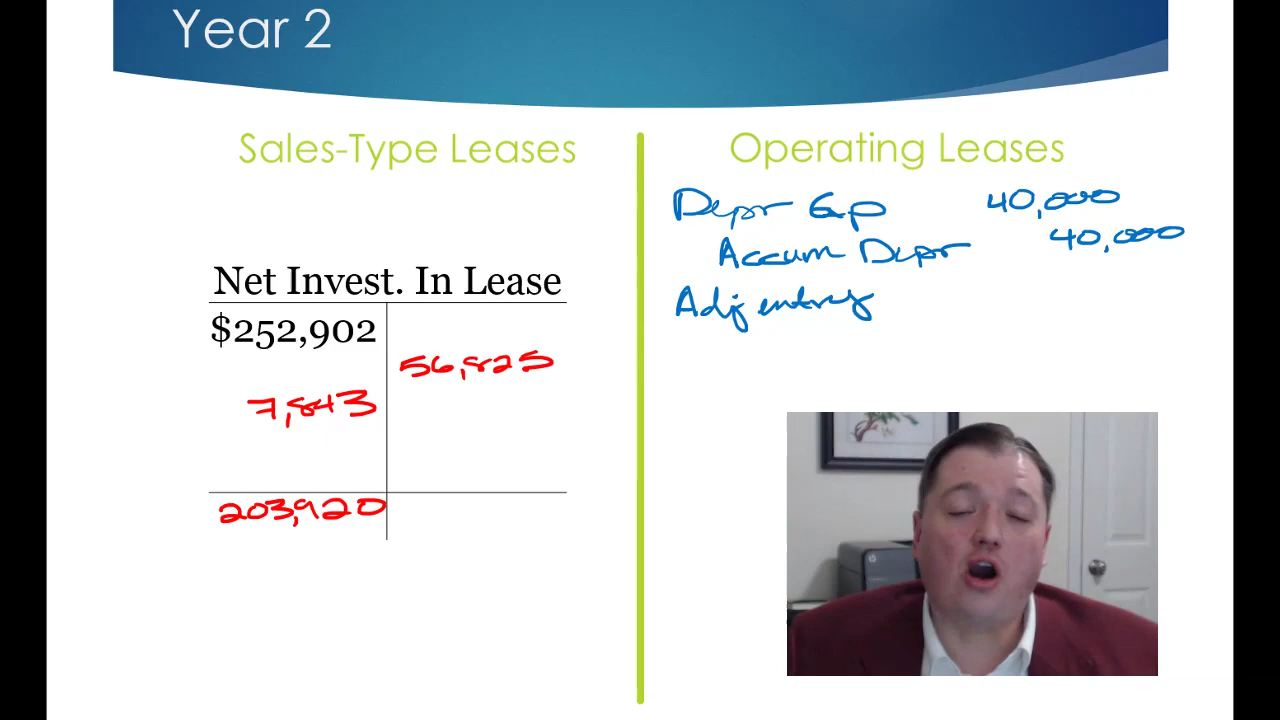 Year 2
Sales-Type Leases
Net Invest. In Lease
$252,902
56,825
7,843
203,920
Operating Leases
Depr Exp 40,000
Accum Depr 40,000
Adj entry